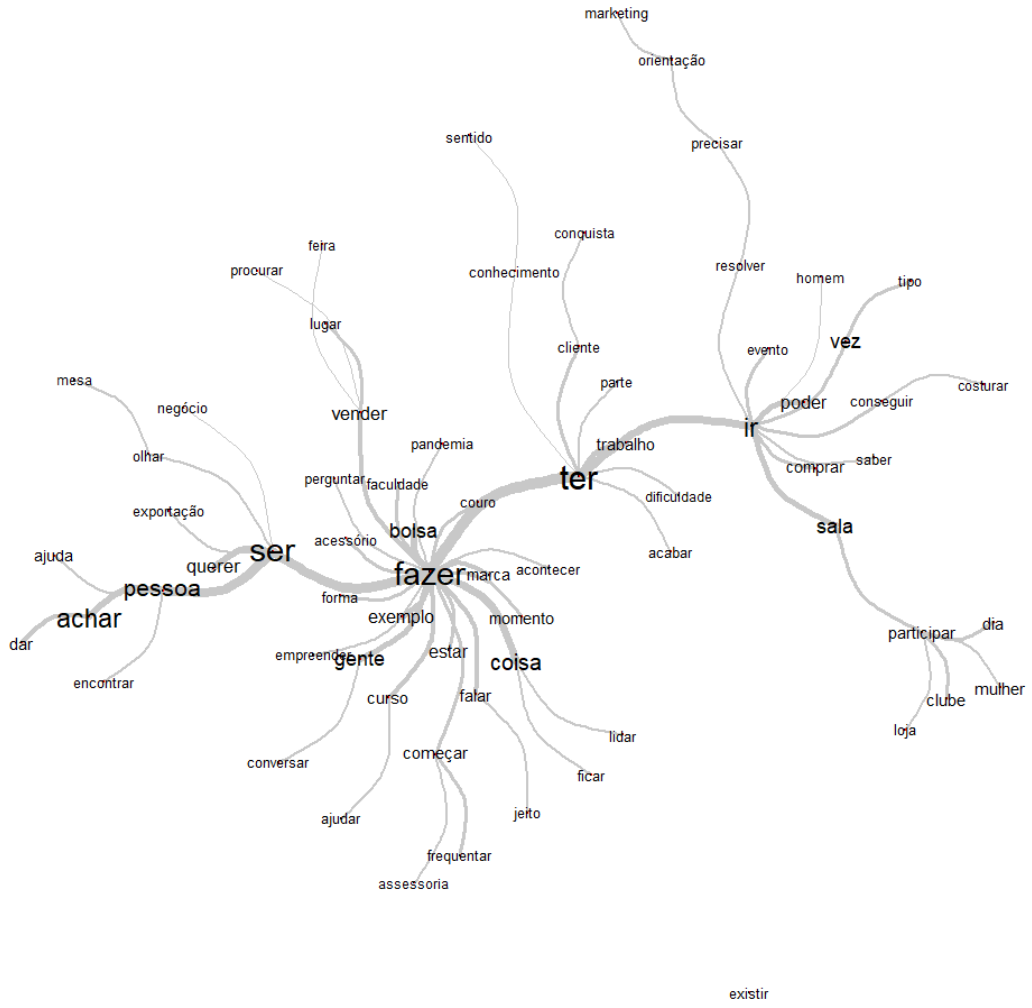 marketing
orientação
sentido
precisar
conquista
feira
procurar
conhecimento
resolver
homem
tipo
lugar
vez
cliente
evento
mesa
parte
costurar
negócio
vender
poder
conseguir
ir
pandemia
trabalho
olhar
comprar
saber
perguntar
faculdade
ter
dificuldade
couro
exportação
bolsa
sala
acessório
ser
acabar
ajuda
querer
acontecer
fazer
marca
pessoa
forma
achar
exemplo
momento
participar
dia
dar
empreender
gente
estar
coisa
encontrar
mulher
curso
falar
clube
loja
lidar
começar
conversar
ficar
ajudar
jeito
frequentar
assessoria
existir